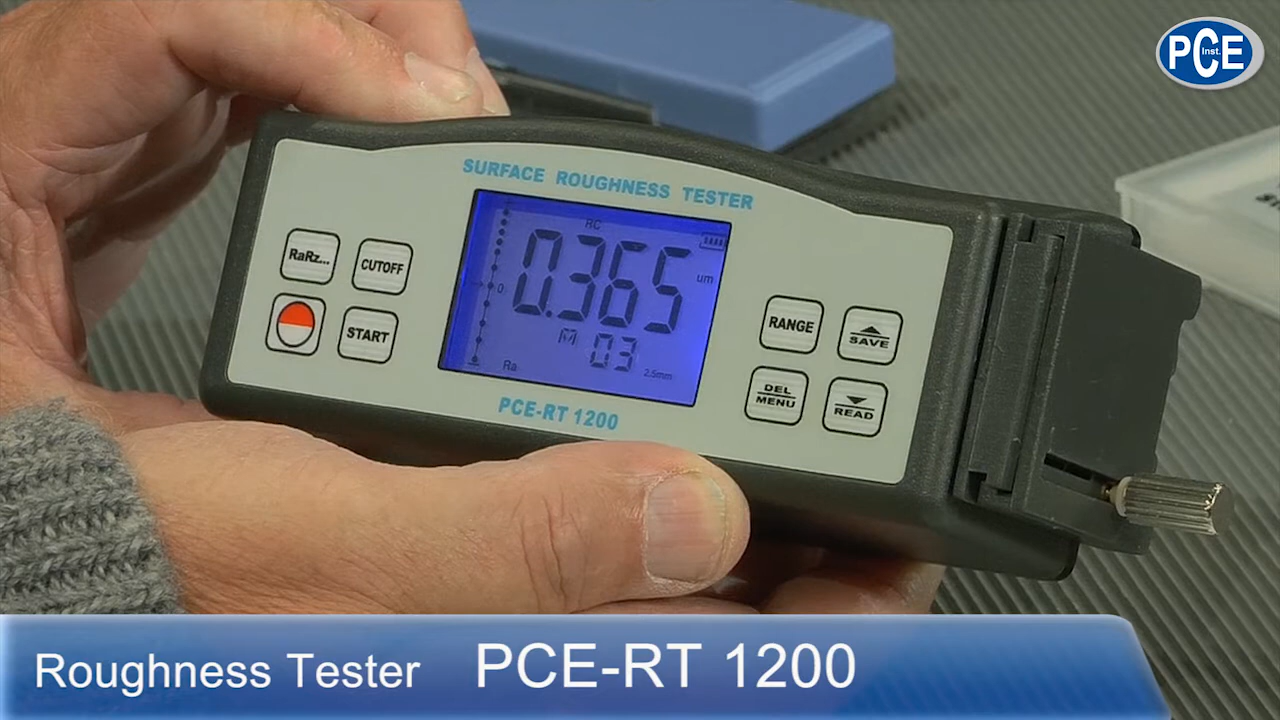 PCE
Inst.
SURFACE ROUGHNESS TESTER
RaRz...
CUTOFF
START
RC
0.365
um
0
M 03
Ra
2.5mm
RANGE
SAVE
DEL
MENU
READ
PCE-RT 1200
Roughness Tester PCE-RT 1200